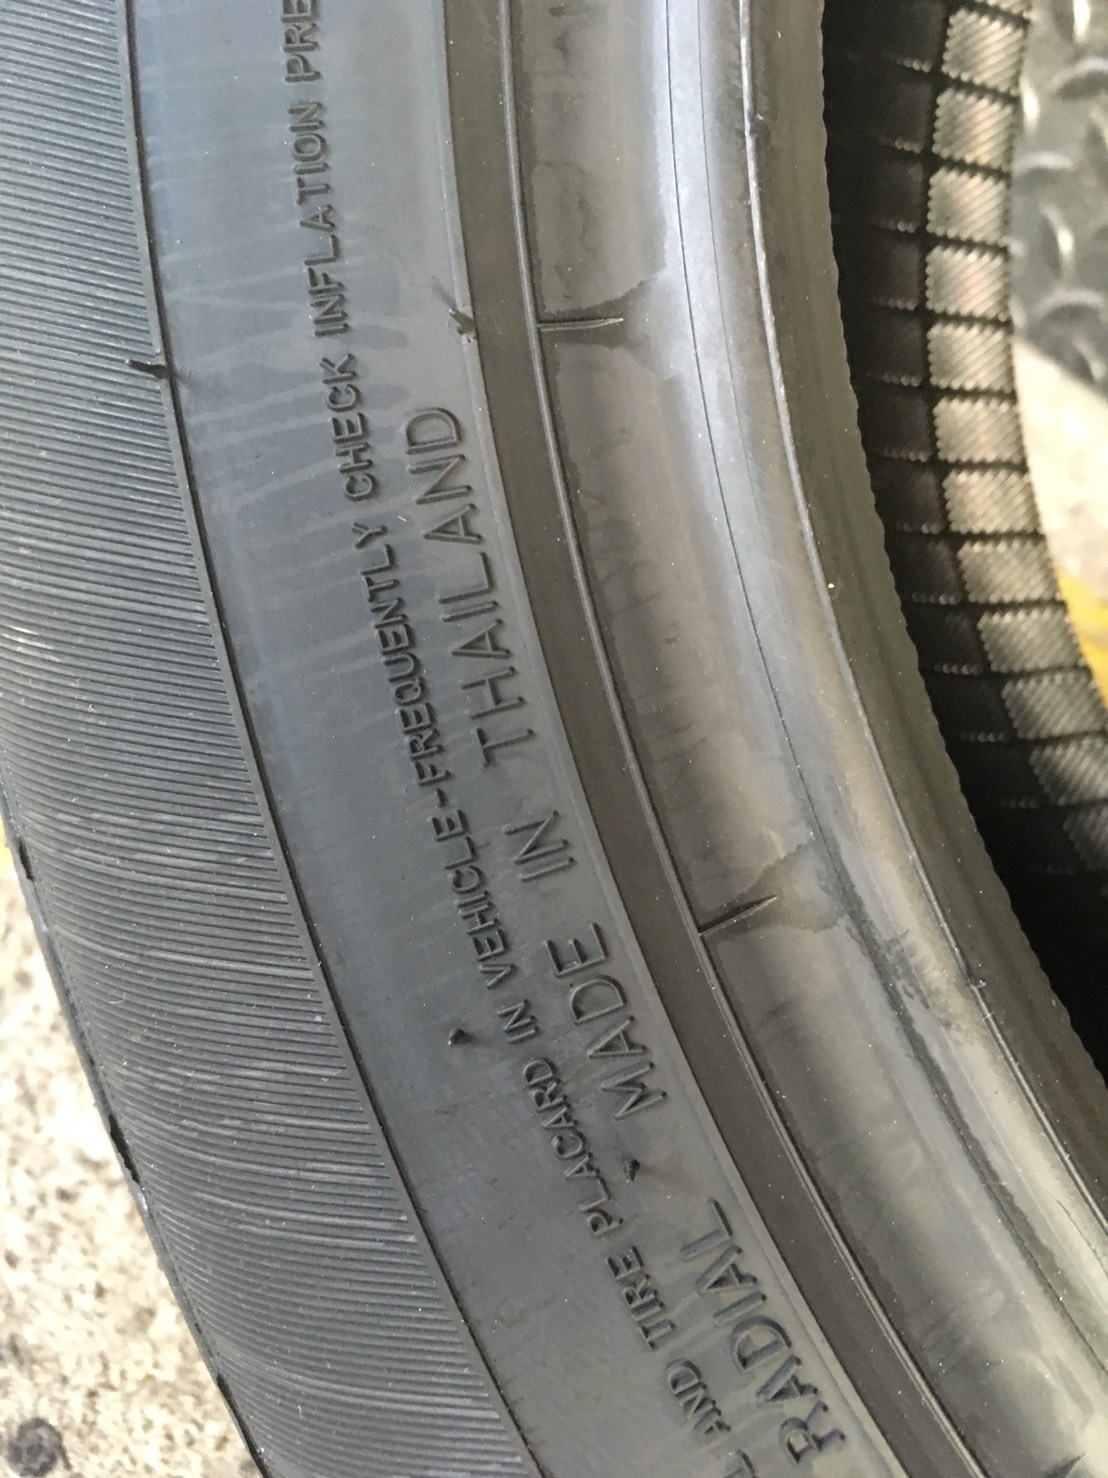 AND TIRE PLACARD IN VEHICLE-FREQUENTLY CHECK INFLATION PRE
RADIAL MADE IN THAILAND